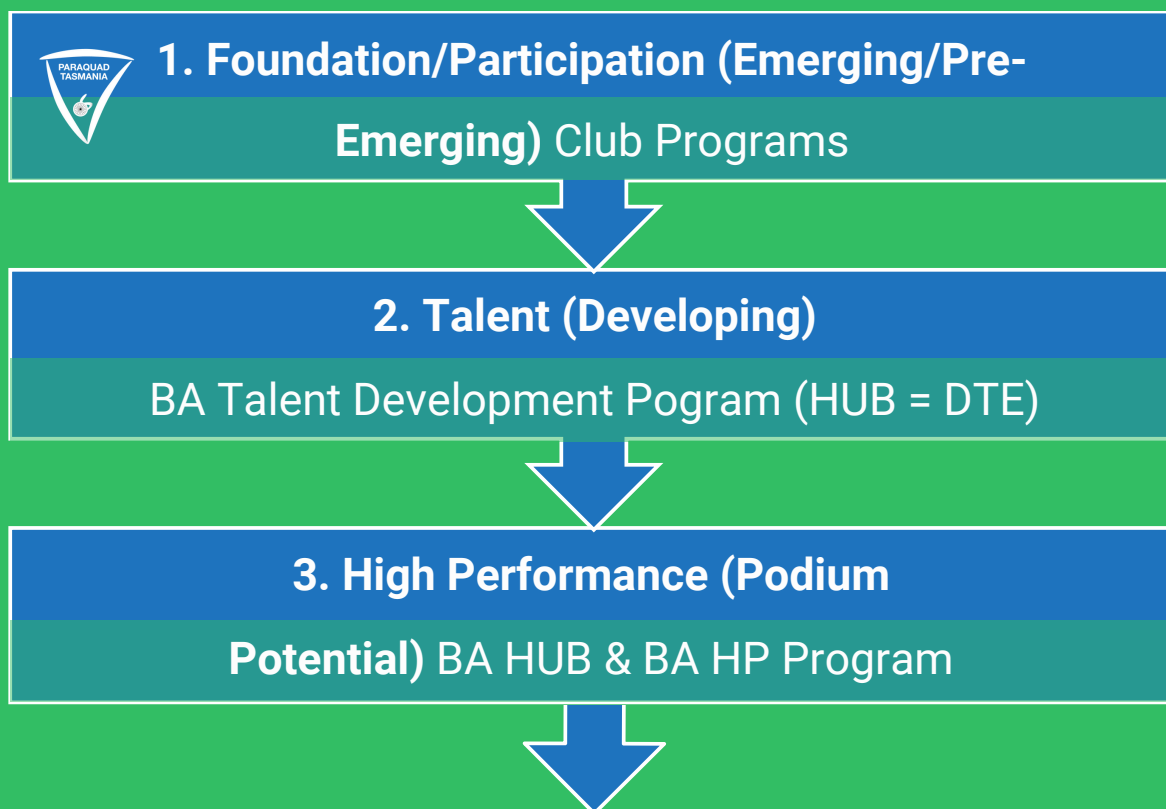 PARAQUAD
TASMANIA
1. Foundation/Participation (Emerging/Pre-
Emerging) Club Programs
2. Talent (Developing)
BA Talent Development Pogram (HUB = DTE)
3. High Performance (Podium
Potential) BA HUB & BA HP Program